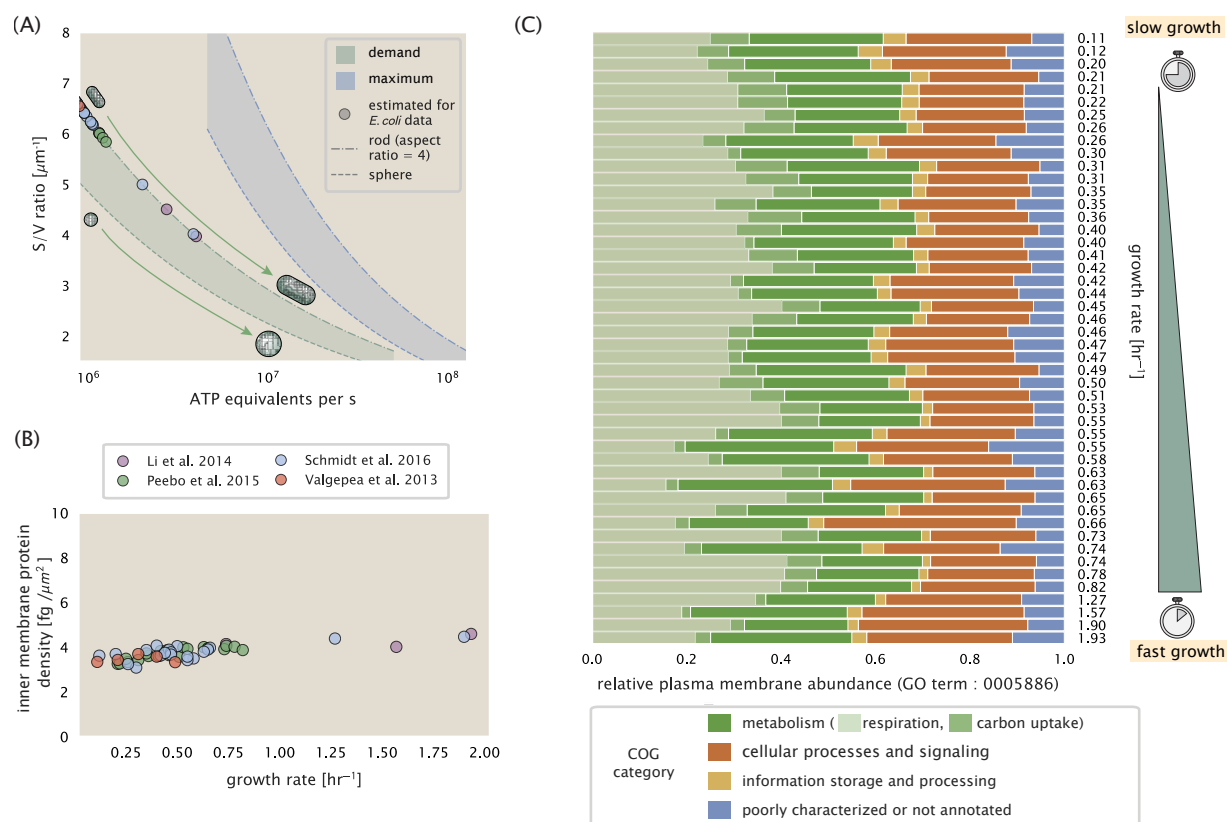 (A)
8
7
6
5
4
3
2
S/V ratio [μm⁻¹]
demand
maximum
estimated for
E. coli data
rod (aspect
ratio = 4)
sphere
10⁶
10⁷
10⁸
ATP equivalents per s
(B)
Li et al. 2014
Schmidt et al. 2016
Peebo et al. 2015
Valgepea et al. 2013
10
8
6
4
2
0
inner membrane protein
density [fg /μm²]
0.25
0.50
0.75
1.00
1.25
1.50
1.75
2.00
growth rate [hr⁻¹]
(C)
0.11
0.12
0.20
0.21
0.21
0.22
0.25
0.26
0.26
0.30
0.31
0.31
0.35
0.35
0.36
0.40
0.40
0.41
0.42
0.42
0.44
0.45
0.46
0.46
0.47
0.47
0.49
0.50
0.51
0.53
0.55
0.55
0.55
0.58
0.63
0.63
0.65
0.65
0.66
0.73
0.74
0.74
0.78
0.82
1.27
1.57
1.90
1.93
0.0
0.2
0.4
0.6
0.8
1.0
relative plasma membrane abundance (GO term : 0005886)
slow growth
growth rate [hr⁻¹]
fast growth
COG
category
metabolism ( respiration, carbon uptake)
cellular processes and signaling
information storage and processing
poorly characterized or not annotated